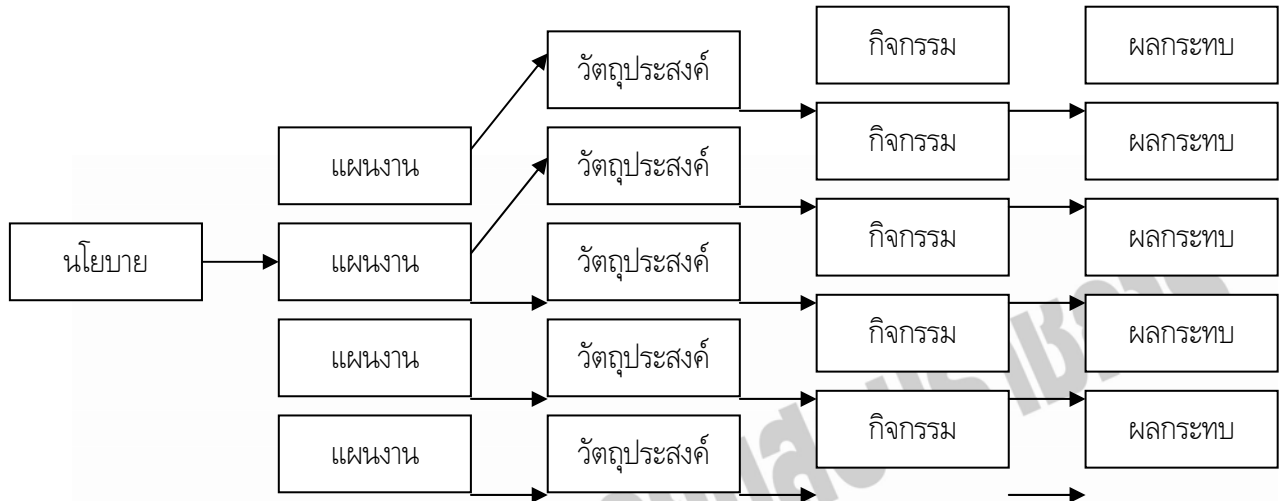 กิจกรรม ผลกระทบ
วัตถุประสงค์
กิจกรรม ผลกระทบ
แผนงาน วัตถุประสงค์
กิจกรรม ผลกระทบ
นโยบาย แผนงาน วัตถุประสงค์
กิจกรรม ผลกระทบ
แผนงาน วัตถุประสงค์
กิจกรรม ผลกระทบ
แผนงาน วัตถุประสงค์